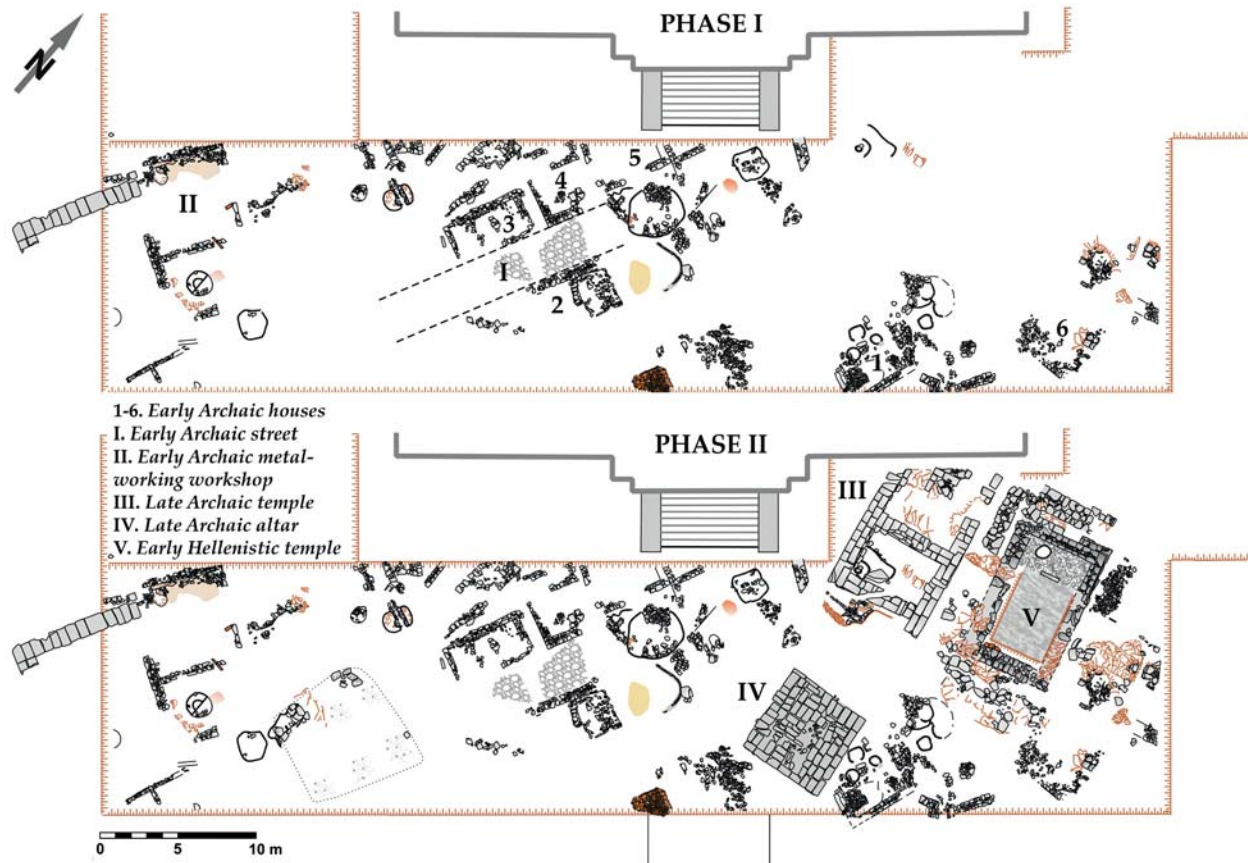 N
PHASE I
5
4
II
3
I
2
6
1
1-6. Early Archaic houses
I. Early Archaic street
II. Early Archaic metal-
working workshop
III. Late Archaic temple
IV. Late Archaic altar
V. Early Hellenistic temple
PHASE II
III
V
IV
0 5 10 m